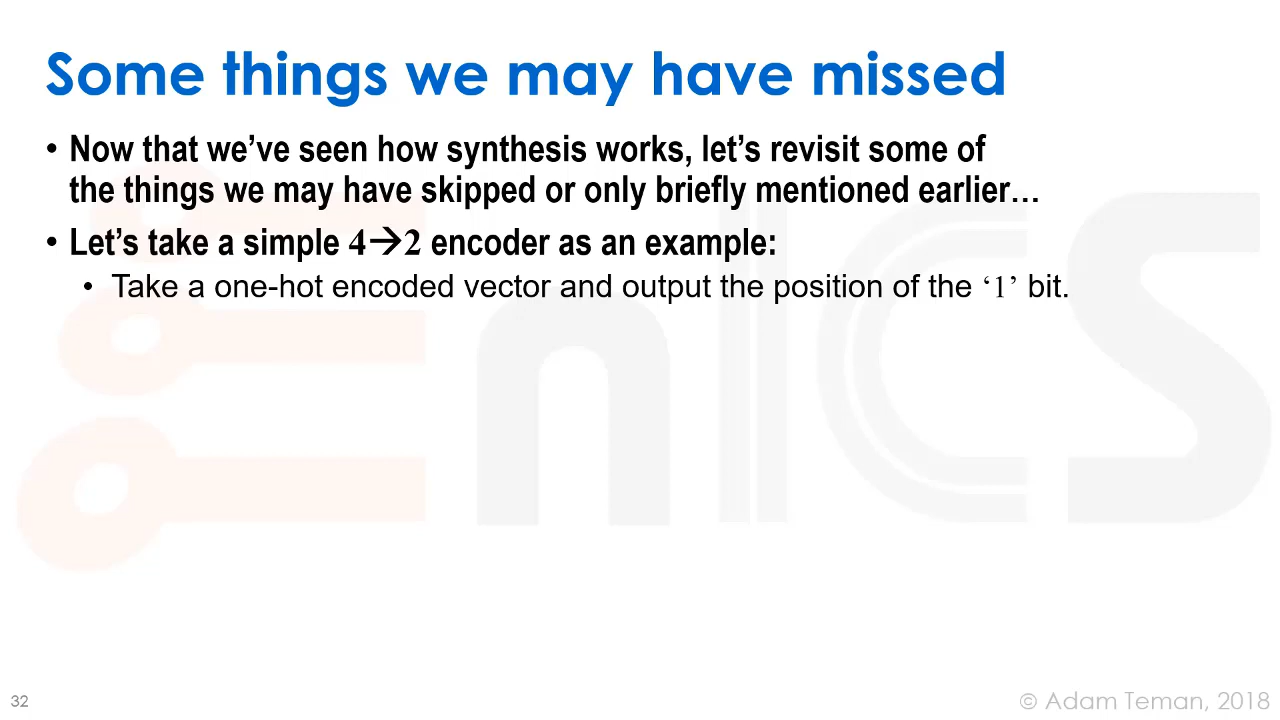 Some things we may have missed
• Now that we’ve seen how synthesis works, let’s revisit some of
the things we may have skipped or only briefly mentioned earlier…
• Let’s take a simple 4→2 encoder as an example:
• Take a one-hot encoded vector and output the position of the ‘1’ bit.
EnICS
32
© Adam Teman, 2018